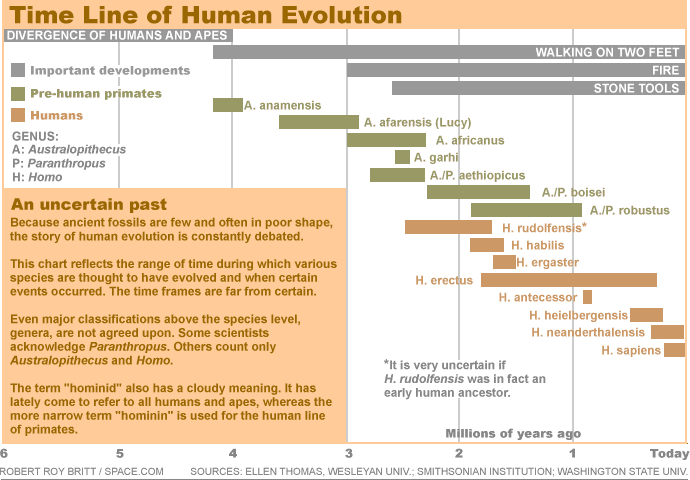 Time Line of Human Evolution
DIVERGENCE OF HUMANS AND APES
WALKING ON TWO FEET
Important developments
FIRE
STONE TOOLS
Pre-human primates
A. anamensis
Humans
A. afarensis (Lucy)
GENUS:
A. africanus
A: Australopithecus
A. garhi
P: Paranthropus
H: Homo
A./P. aethiopicus
A./P. boisei
A./P. robustus
An uncertain past
Because ancient fossils are few and often in poor shape,
the story of human evolution is constantly debated.
This chart reflects the range of time during which various
species are thought to have evolved and when certain
events occurred. The time frames are far from certain.
Even major classifications above the species level,
genera, are not agreed upon. Some scientists
acknowledge Paranthropus. Others count only
Australopithecus and Homo.
The term "hominid" also has a cloudy meaning. It has
lately come to refer to all humans and apes, whereas the
more narrow term "hominin" is used for the human line
of primates.
H. rudolfensis*
H. habilis
H. ergaster
H. erectus
H. antecessor
H. heielbergensis
H. neanderthalensis
H. sapiens
*It is very uncertain if
H. rudolfensis was in fact an
early human ancestor.
Millions of years ago
6 5 4 3 2 1 Today
ROBERT ROY BRITT / SPACE.COM
SOURCES: ELLEN THOMAS, WESLEYAN UNIV.; SMITHSONIAN INSTITUTION; WASHINGTON STATE UNIV.